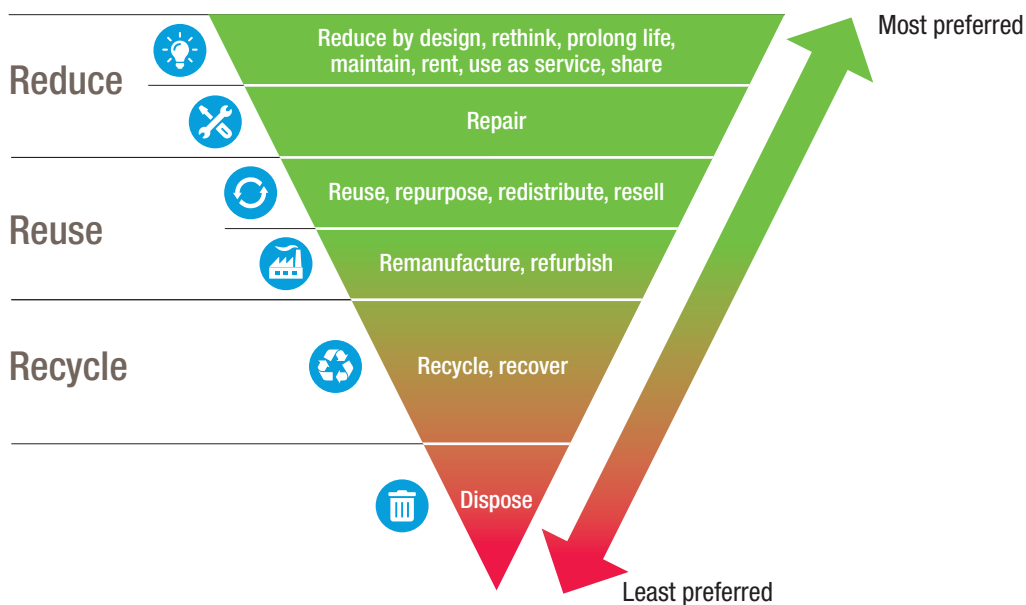 Most preferred
Reduce
Reduce by design, rethink, prolong life,
maintain, rent, use as service, share
Repair
Reuse
Reuse, repurpose, redistribute, resell
Remanufacture, refurbish
Recycle
Recycle, recover
Dispose
Least preferred